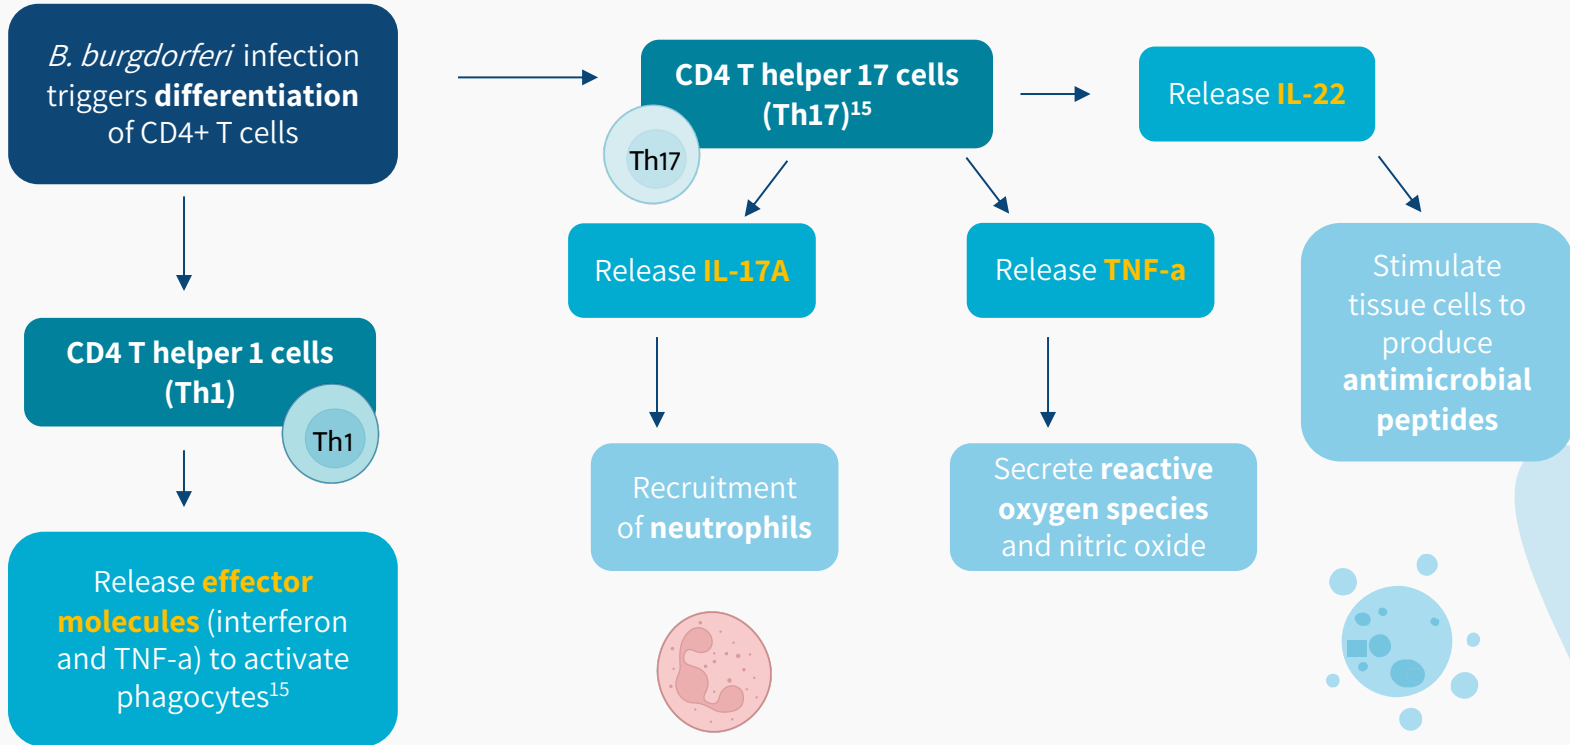 B. burgdorferi infection
triggers differentiation
of CD4+ T cells
CD4 T helper 17 cells
(Th17)15
Th17
Release IL-22
Release IL-17A
Release TNF-a
Stimulate
tissue cells to
produce
antimicrobial
peptides
CD4 T helper 1 cells
(Th1)
Th1
Recruitment
of neutrophils
Secrete reactive
oxygen species
and nitric oxide
Release effector
molecules (interferon
and TNF-a) to activate
phagocytes15